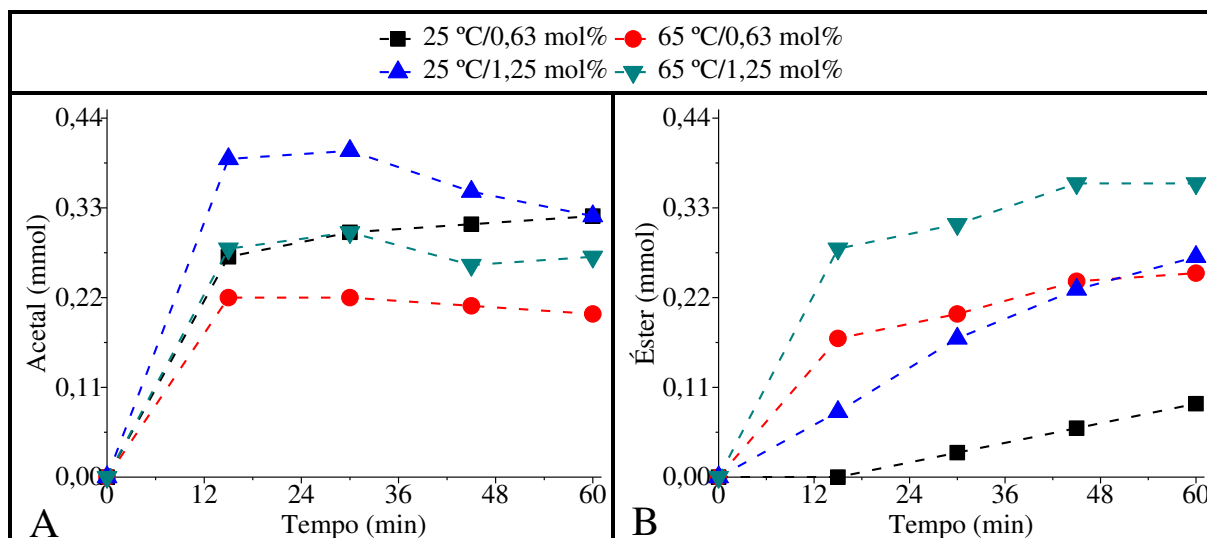 25 ºC/0,63 mol% 65 ºC/0,63 mol%
25 ºC/1,25 mol% 65 ºC/1,25 mol%
0,44
0,33
0,22
0,11
0,00
Acetal (mmol)
0 12 24 36 48 60
Tempo (min)
A
0,44
0,33
0,22
0,11
0,00
Éster (mmol)
0 12 24 36 48 60
Tempo (min)
B